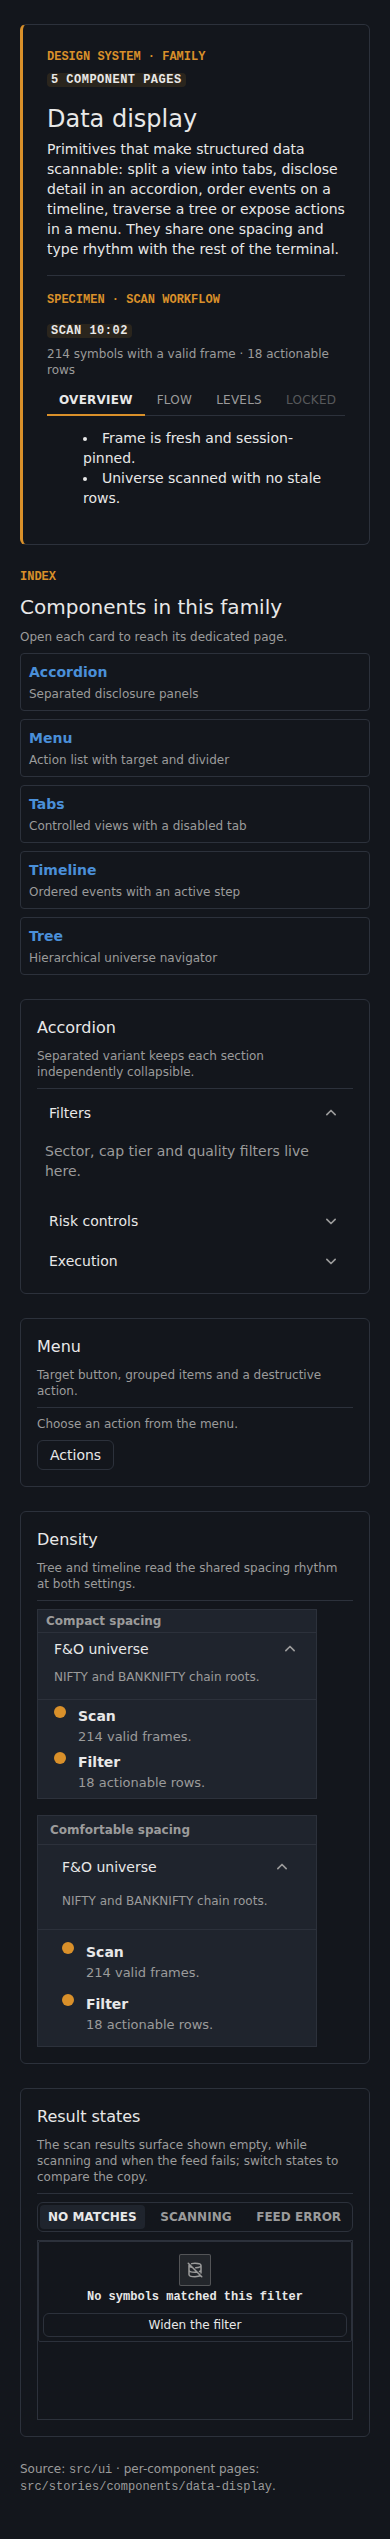 DESIGN SYSTEM · FAMILY
5 COMPONENT PAGES
Data display
Primitives that make structured data
scannable: split a view into tabs, disclose
detail in an accordion, order events on a
timeline, traverse a tree or expose actions
in a menu. They share one spacing and
type rhythm with the rest of the terminal.
SPECIMEN · SCAN WORKFLOW
SCAN 10:02
214 symbols with a valid frame · 18 actionable
rows
OVERVIEW FLOW LEVELS LOCKED
• Frame is fresh and session-
pinned.
• Universe scanned with no stale
rows.
INDEX
Components in this family
Open each card to reach its dedicated page.
Accordion
Separated disclosure panels
Menu
Action list with target and divider
Tabs
Controlled views with a disabled tab
Timeline
Ordered events with an active step
Tree
Hierarchical universe navigator
Accordion
Separated variant keeps each section
independently collapsible.
Filters
Sector, cap tier and quality filters live
here.
Risk controls
Execution
Menu
Target button, grouped items and a destructive
action.
Choose an action from the menu.
Actions
Density
Tree and timeline read the shared spacing rhythm
at both settings.
Compact spacing
F&O universe
NIFTY and BANKNIFTY chain roots.
Scan
214 valid frames.
Filter
18 actionable rows.
Comfortable spacing
F&O universe
NIFTY and BANKNIFTY chain roots.
Scan
214 valid frames.
Filter
18 actionable rows.
Result states
The scan results surface shown empty, while
scanning and when the feed fails; switch states to
compare the copy.
NO MATCHES SCANNING FEED ERROR
No symbols matched this filter
Widen the filter
Source: src/ui · per-component pages:
src/stories/components/data-display.